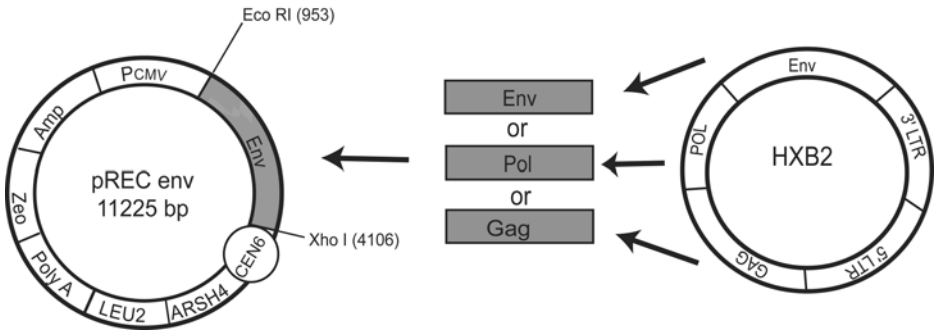 Eco RI (953)
PCMV
Amp
Env
Zeo
pREC env
11225 bp
Xho I (4106)
CEN6
Poly A
LEU2
ARSH4
Env
or
Pol
or
Gag
Env
POL
3' LTR
HXB2
GAG
5' LTR